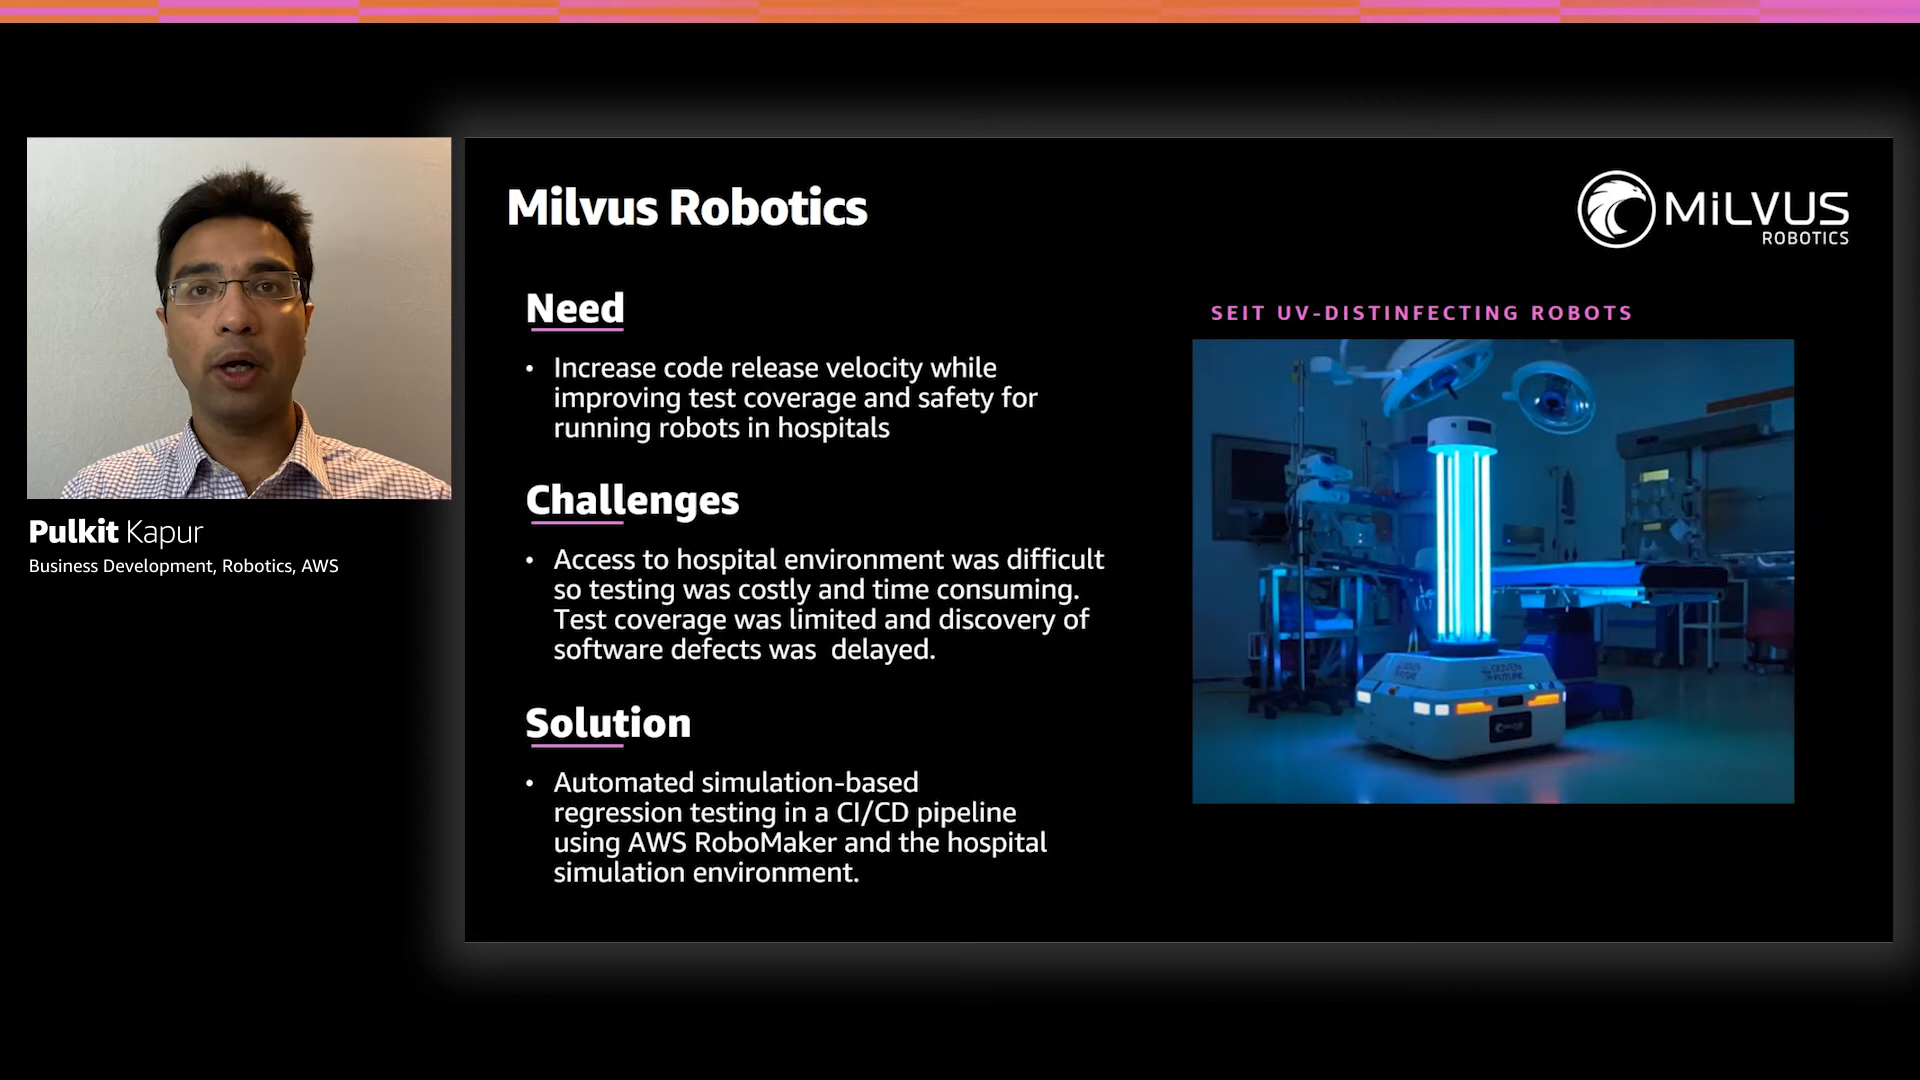 Pulkit Kapur
Business Development, Robotics, AWS
Milvus Robotics
MiLVUS
ROBOTICS
Need
• Increase code release velocity while
improving test coverage and safety for
running robots in hospitals
Challenges
• Access to hospital environment was difficult
so testing was costly and time consuming.
Test coverage was limited and discovery of
software defects was  delayed.
Solution
• Automated simulation-based
regression testing in a CI/CD pipeline
using AWS RoboMaker and the hospital
simulation environment.
SEIT UV-DISTINFECTING ROBOTS